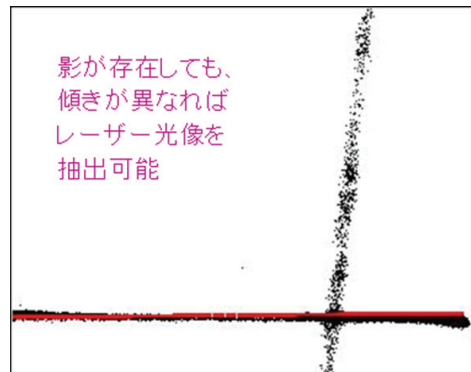 影が存在しても、
傾きが異なれば
レーザー光像を
抽出可能